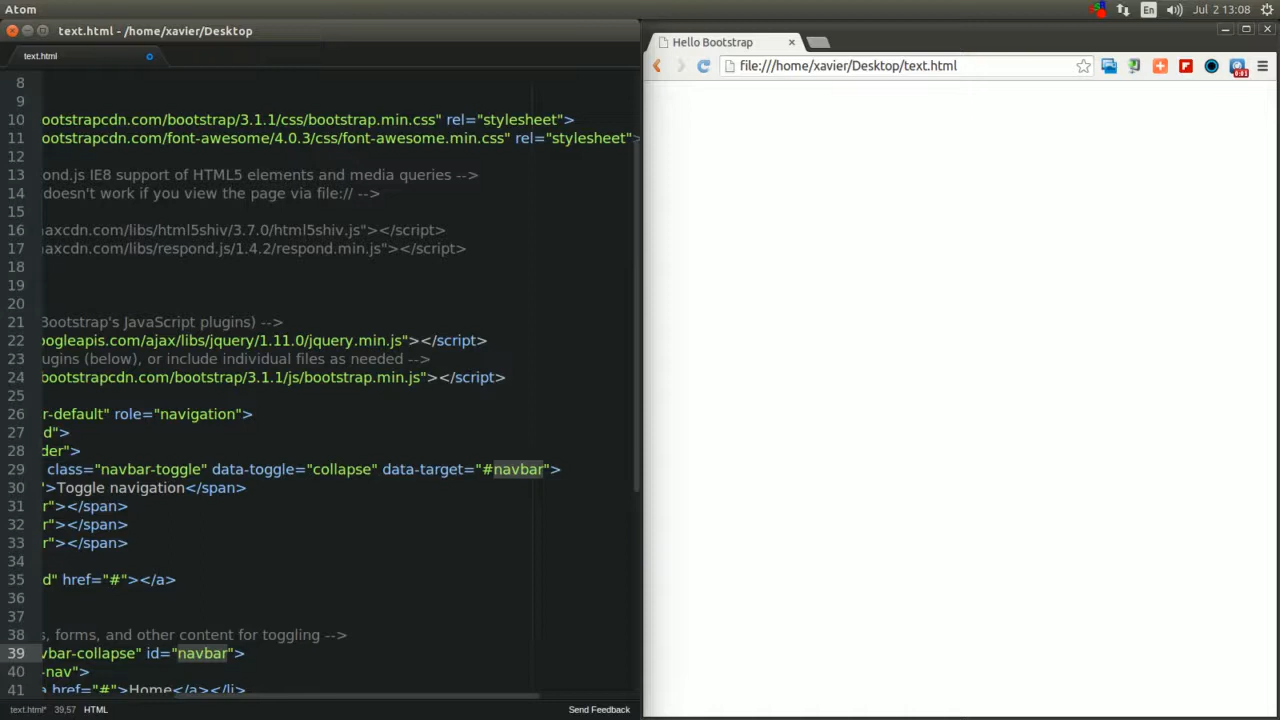 Atom
En
Jul 2 13:08
text.html - /home/xavier/Desktop
text.html
8
9
10 ootstrapcdn.com/bootstrap/3.1.1/css/bootstrap.min.css" rel="stylesheet">
11 ootstrapcdn.com/font-awesome/4.0.3/css/font-awesome.min.css" rel="stylesheet">
12
13 ond.js IE8 support of HTML5 elements and media queries -->
14 doesn't work if you view the page via file:// -->
15
16 axcdn.com/libs/html5shiv/3.7.0/html5shiv.js"></script>
17 axcdn.com/libs/respond.js/1.4.2/respond.min.js"></script>
18
19
20
21 Bootstrap's JavaScript plugins) -->
22 oogleapis.com/ajax/libs/jquery/1.11.0/jquery.min.js"></script>
23 ugins (below), or include individual files as needed -->
24 bootstrapcdn.com/bootstrap/3.1.1/js/bootstrap.min.js"></script>
25
26 r-default" role="navigation">
27 d">
28 der">
29 class="navbar-toggle" data-toggle="collapse" data-target="#navbar">
30 ">Toggle navigation</span>
31 r"></span>
32 r"></span>
33 r"></span>
34
35 d" href="#"></a>
36
37
38 s, forms, and other content for toggling -->
39 vbar-collapse" id="navbar">
40 -nav">
41 a href="#">Home</a></li>
text.html* 39,57 HTML
Send Feedback
Hello Bootstrap
file:///home/xavier/Desktop/text.html
0:01